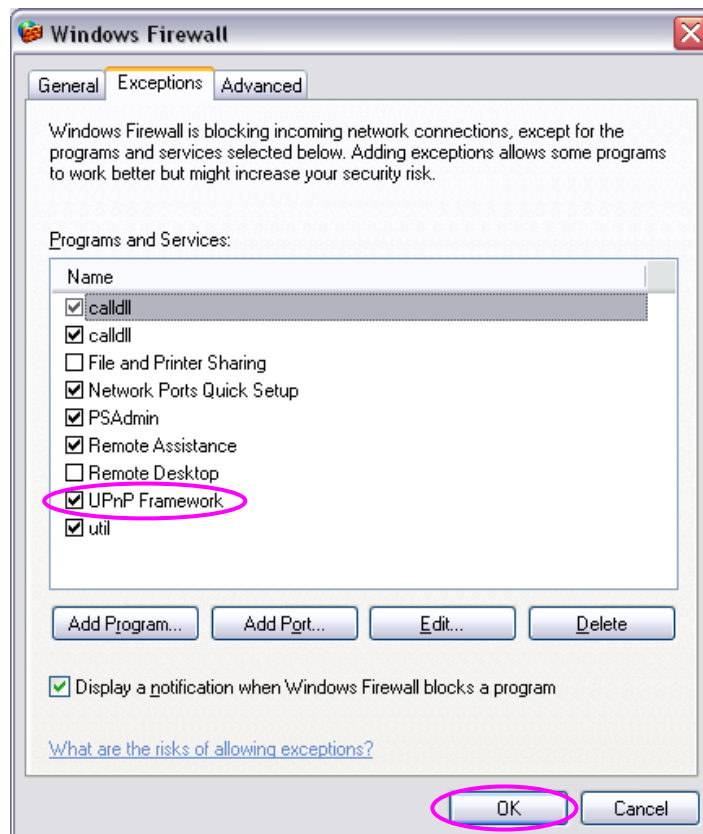 Windows Firewall
General Exceptions Advanced
Windows Firewall is blocking incoming network connections, except for the
programs and services selected below. Adding exceptions allows some programs
to work better but might increase your security risk.
Programs and Services:
Name
calldll
calldll
File and Printer Sharing
Network Ports Quick Setup
PSAdmin
Remote Assistance
Remote Desktop
UPnP Framework
util
Add Program... Add Port... Edit... Delete
Display a notification when Windows Firewall blocks a program
What are the risks of allowing exceptions?
OK Cancel